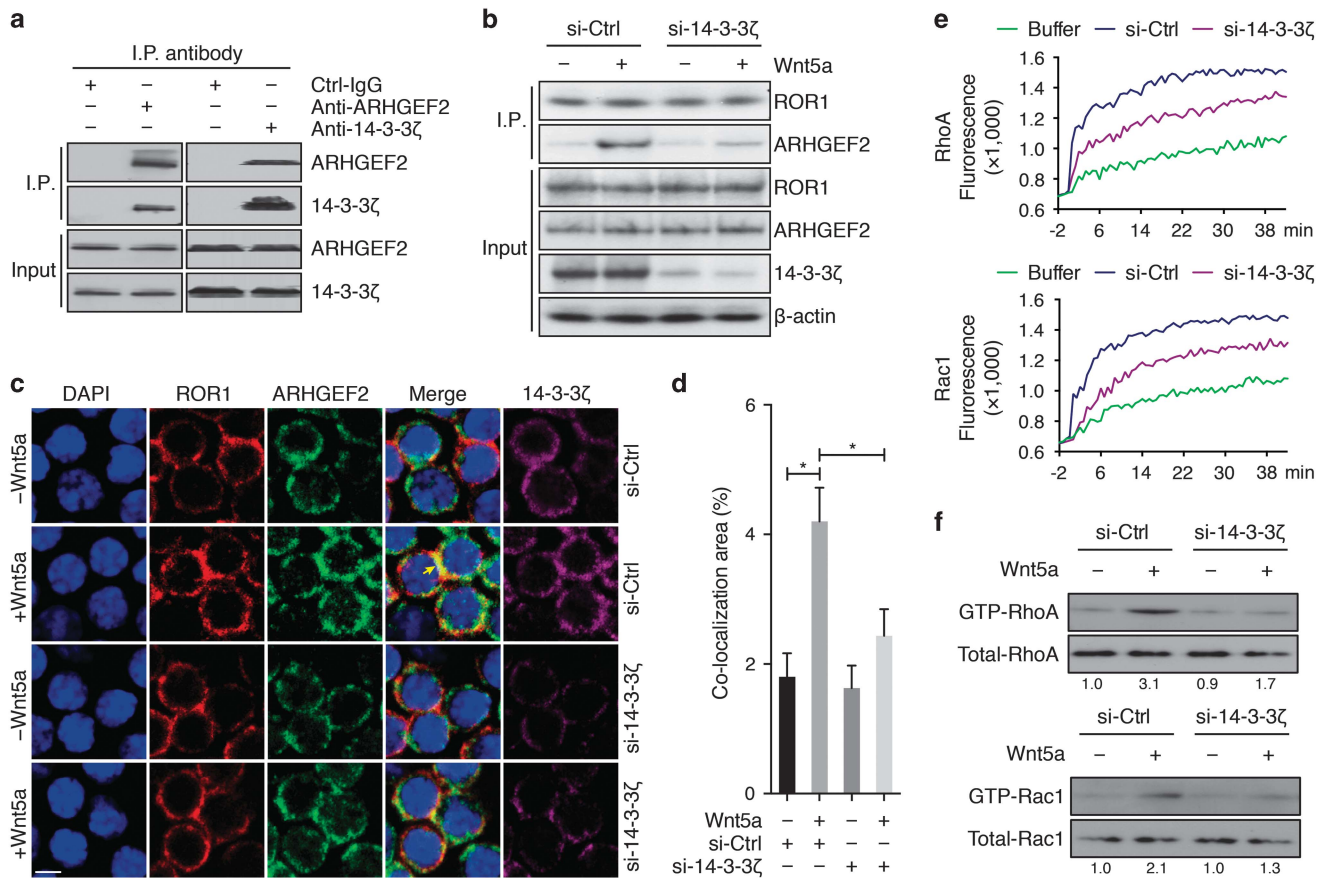 a
I.P. antibody
+ – + – Ctrl-IgG
– + – – Anti-ARHGEF2
– – – + Anti-14-3-3ζ
I.P.
ARHGEF2
14-3-3ζ
Input
ARHGEF2
14-3-3ζ
b
si-Ctrl si-14-3-3ζ
– + – + Wnt5a
I.P.
ROR1
ARHGEF2
Input
ROR1
ARHGEF2
14-3-3ζ
β-actin
c
DAPI ROR1 ARHGEF2 Merge 14-3-3ζ
–Wnt5a si-Ctrl
+Wnt5a si-Ctrl
–Wnt5a si-14-3-3ζ
+Wnt5a si-14-3-3ζ
d
Co-localization area (%)
6
4
2
0
* *
Wnt5a – + – +
si-Ctrl + + – –
si-14-3-3ζ – – + +
e
Buffer si-Ctrl si-14-3-3ζ
RhoA
Flurorescence
(×1,000)
1.6
1.4
1.2
1.0
0.8
0.6
-2 6 14 22 30 38 min
Buffer si-Ctrl si-14-3-3ζ
Rac1
Flurorescence
(×1,000)
1.6
1.4
1.2
1.0
0.8
0.6
-2 6 14 22 30 38 min
f
si-Ctrl si-14-3-3ζ
Wnt5a – + – +
GTP-RhoA
Total-RhoA
1.0 3.1 0.9 1.7
si-Ctrl si-14-3-3ζ
Wnt5a – + – +
GTP-Rac1
Total-Rac1
1.0 2.1 1.0 1.3